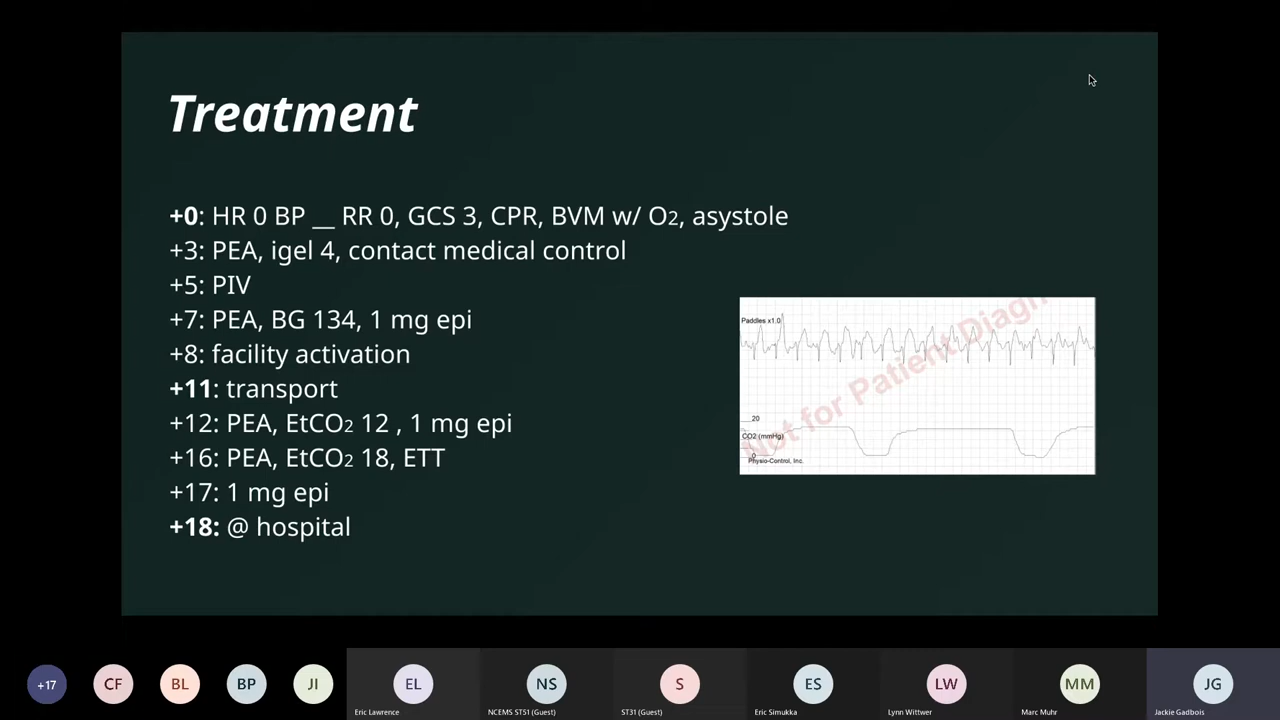 Treatment
+0: HR 0 BP __ RR 0, GCS 3, CPR, BVM w/ O2, asystole
+3: PEA, igel 4, contact medical control
+5: PIV
+7: PEA, BG 134, 1 mg epi
+8: facility activation
+11: transport
+12: PEA, EtCO2 12 , 1 mg epi
+16: PEA, EtCO2 18, ETT
+17: 1 mg epi
+18: @ hospital
Paddles x1.0
Not for Patient Diagn
20
CO2 (mmHg)
0
Physio-Control, Inc.
+17
CF
BL
BP
JI
EL
NS
S
ES
LW
MM
JG
Eric Lawrence
NCEMS ST51 (Guest)
ST31 (Guest)
Eric Simukka
Lynn Wittwer
Marc Muhr
Jackie Gadbois